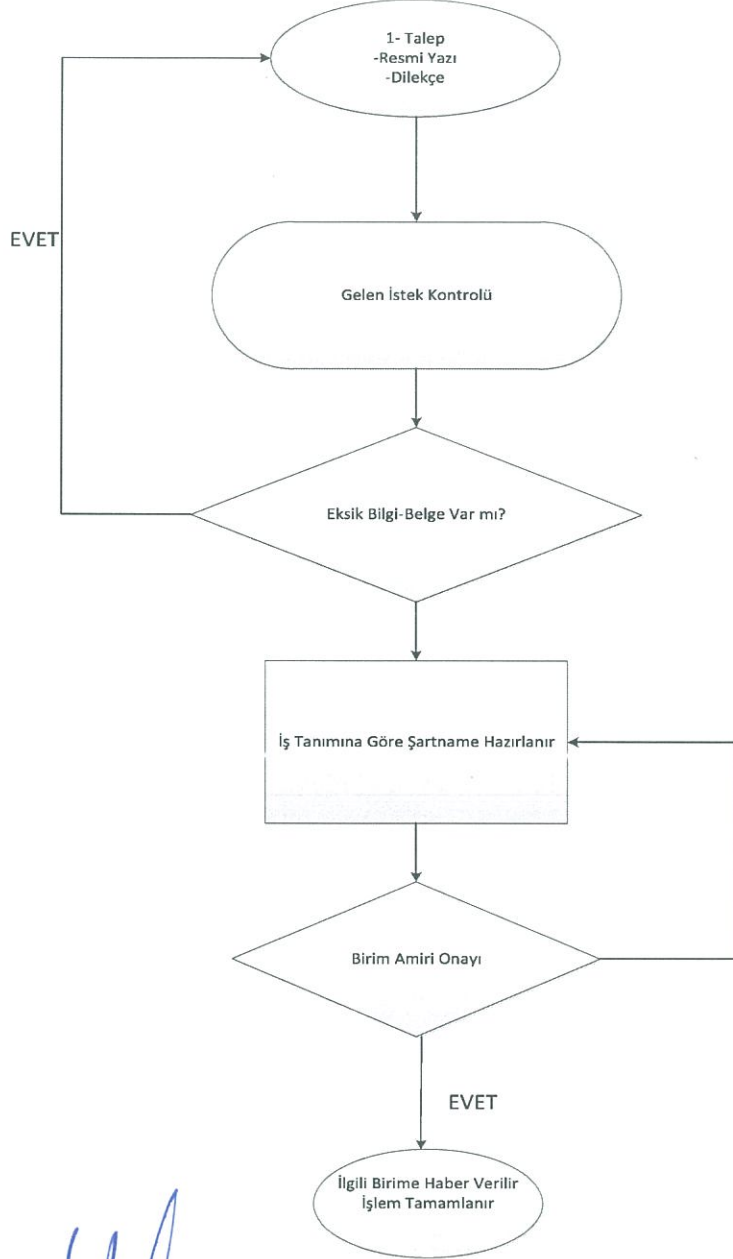 1- Talep
-Resmi Yazı
-Dilekçe
EVET
Gelen İstek Kontrolü
Eksik Bilgi-Belge Var mı?
İş Tanımına Göre Şartname Hazırlanır
Birim Amiri Onayı
EVET
İlgili Birime Haber Verilir
İşlem Tamamlanır